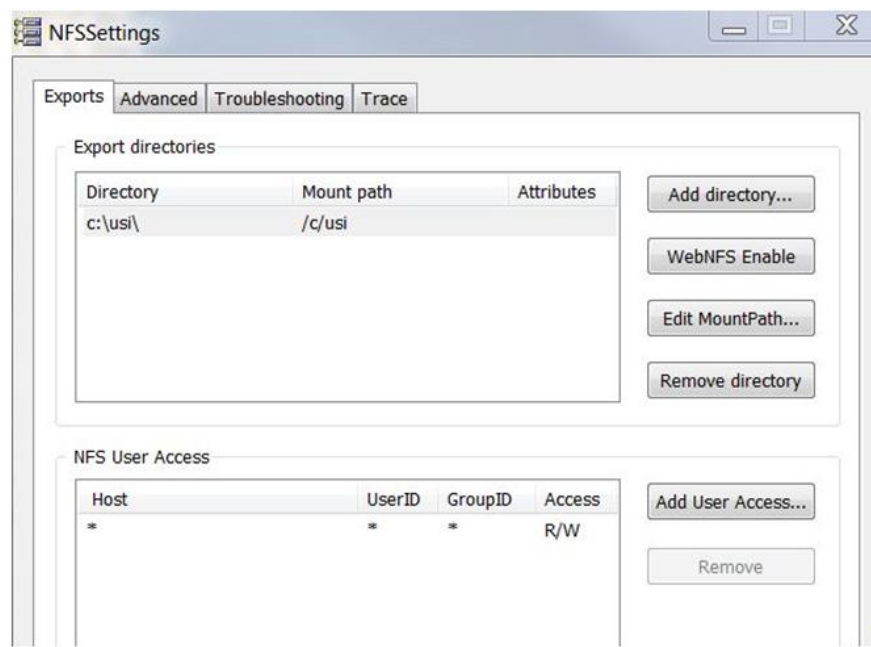 NFSSettings
Exports Advanced Troubleshooting Trace
Export directories
Directory Mount path Attributes
c:\usi\ /c/usi
Add directory...
WebNFS Enable
Edit MountPath...
Remove directory
NFS User Access
Host UserID GroupID Access
* * * R/W
Add User Access...
Remove